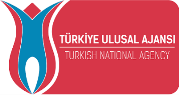 TÜRKİYE ULUSAL AJANSI
TURKISH NATIONAL AGENCY